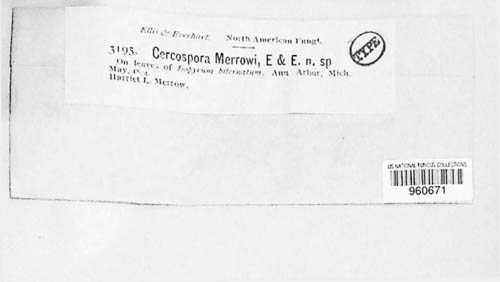 Ellis & Everhart. North American Fungi.
3195. Cercospora Merrowi, E & E. n. sp
TYPE
On leaves of Isopyrum biternatum, Ann Arbor, Mich.
May,
Harriet L. Merrow.
US NATIONAL FUNGUS COLLECTIONS
960671